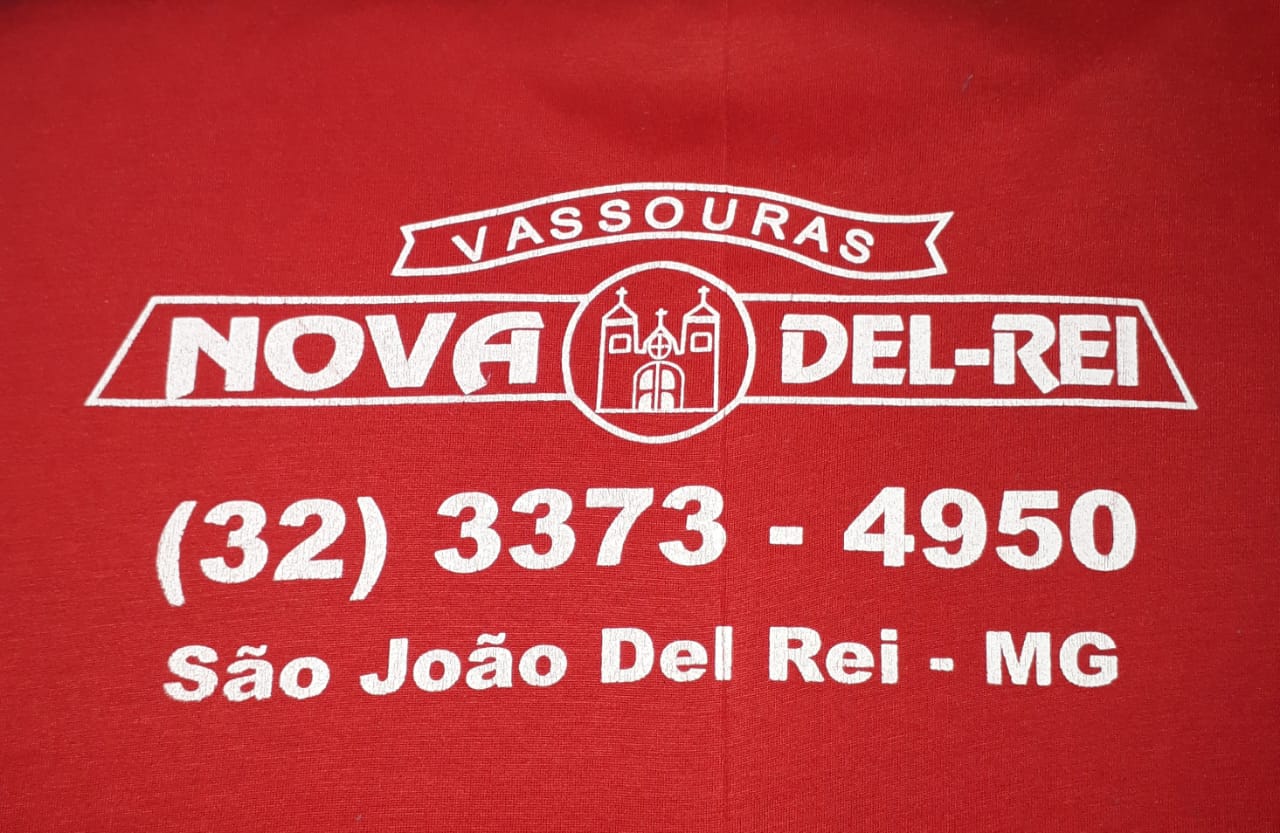 VASSOURAS
NOVA DEL-REI
(32) 3373 - 4950
São João Del Rei - MG